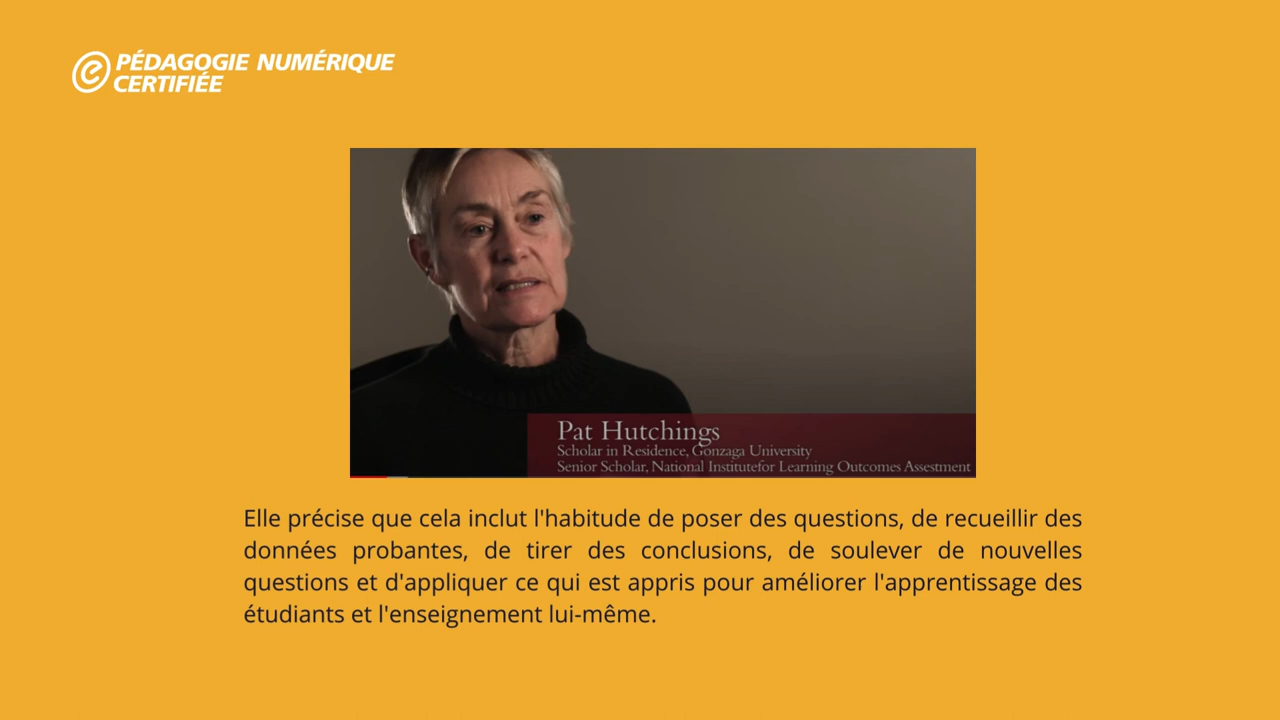 PÉDAGOGIE NUMÉRIQUE
CERTIFIÉE
Pat Hutchings
Scholar in Residence, Gonzaga University
Senior Scholar, National Institutefor Learning Outcomes Assestment
Elle précise que cela inclut l'habitude de poser des questions, de recueillir des
données probantes, de tirer des conclusions, de soulever de nouvelles
questions et d'appliquer ce qui est appris pour améliorer l'apprentissage des
étudiants et l'enseignement lui-même.